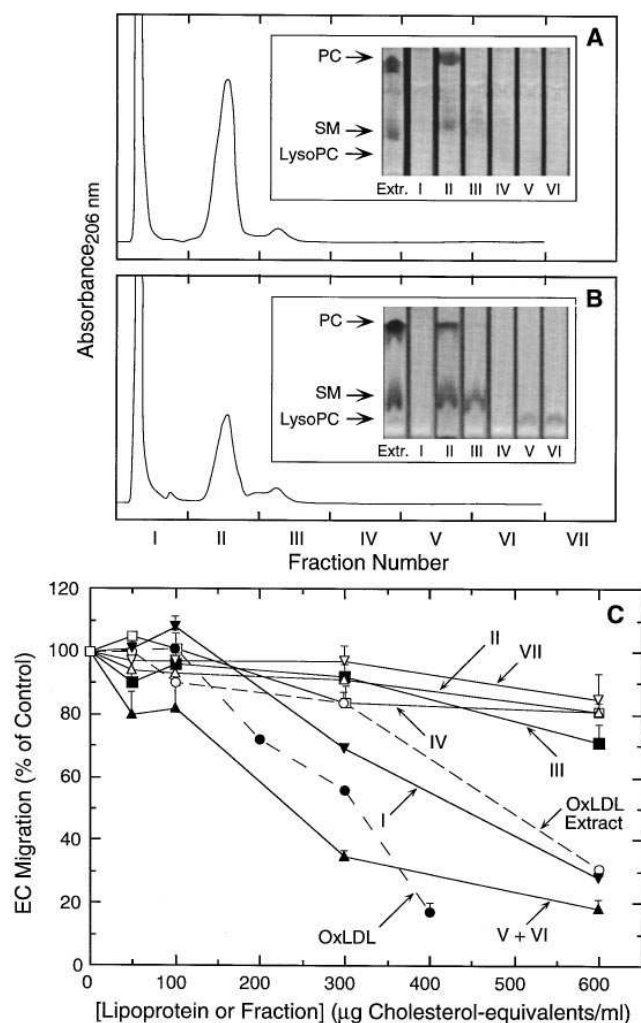 A
PC
SM
LysoPC
Extr. I II III IV V VI
B
PC
SM
LysoPC
Extr. I II III IV V VI
Absorbance206 nm
I II III IV V VI VII
Fraction Number
C
120
100
80
60
40
20
0
EC Migration (% of Control)
II
VII
IV
III
I
OxLDL
Extract
OxLDL
V + VI
0 100 200 300 400 500 600
[Lipoprotein or Fraction] (μg Cholesterol-equivalents/ml)